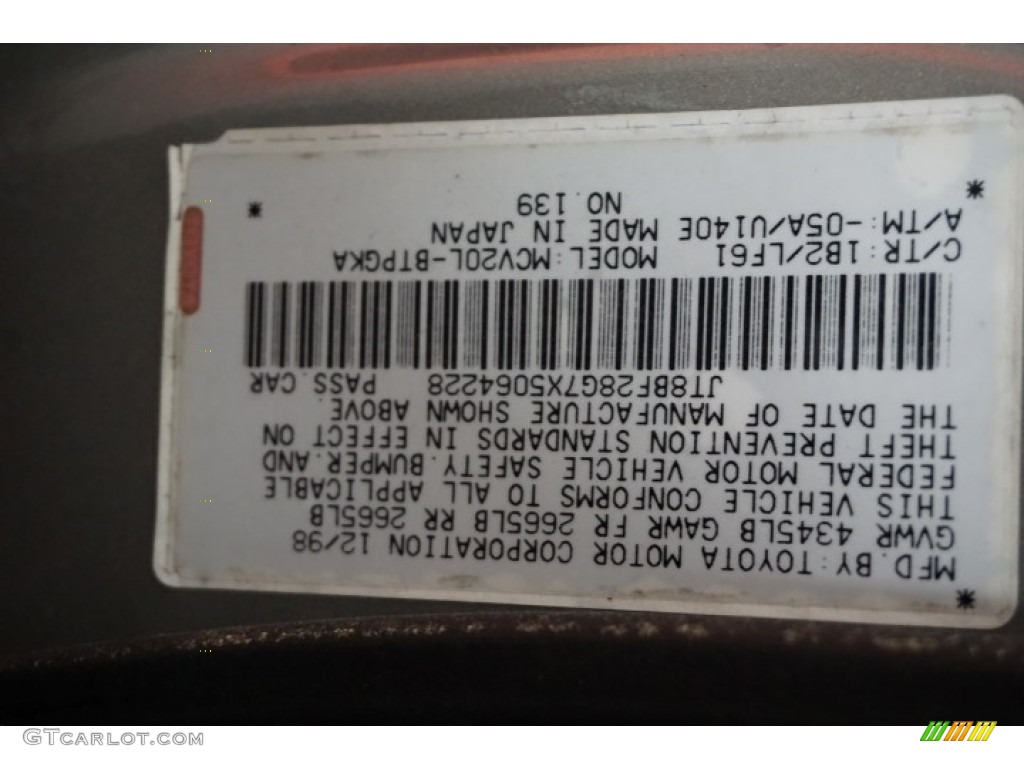 MFD.BY:TOYOTA MOTOR CORPORATION 12/98
GVWR 4345LB GAWR FR 2665LB RR 2665LB
THIS VEHICLE CONFORMS TO ALL APPLICABLE
FEDERAL MOTOR VEHICLE SAFETY.BUMPER.AND
THEFT PREVENTION STANDARDS IN EFFECT ON
THE DATE OF MANUFACTURE SHOWN ABOVE.
JT8BF28G7X5064228 PASS.CAR
C/TR:1B2/LF61 MODEL:MCV20L-BTPGKA
A/TM:-05A/U140E MADE IN JAPAN
NO.139
GTCarlot.com